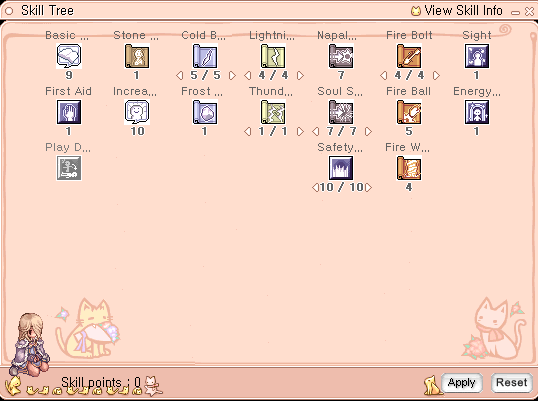 Skill Tree View Skill Info
Basic ... Stone ... Cold B... Lightni... Napal... Fire Bolt Sight
9 1 5 / 5 4 / 4 7 4 / 4 1
First Aid Increa... Frost ... Thund... Soul S... Fire Ball Energy...
1 10 1 1 / 1 7 / 7 5 1
Play D... Safety... Fire W...
10 / 10 4
Skill points : 0 Apply Reset